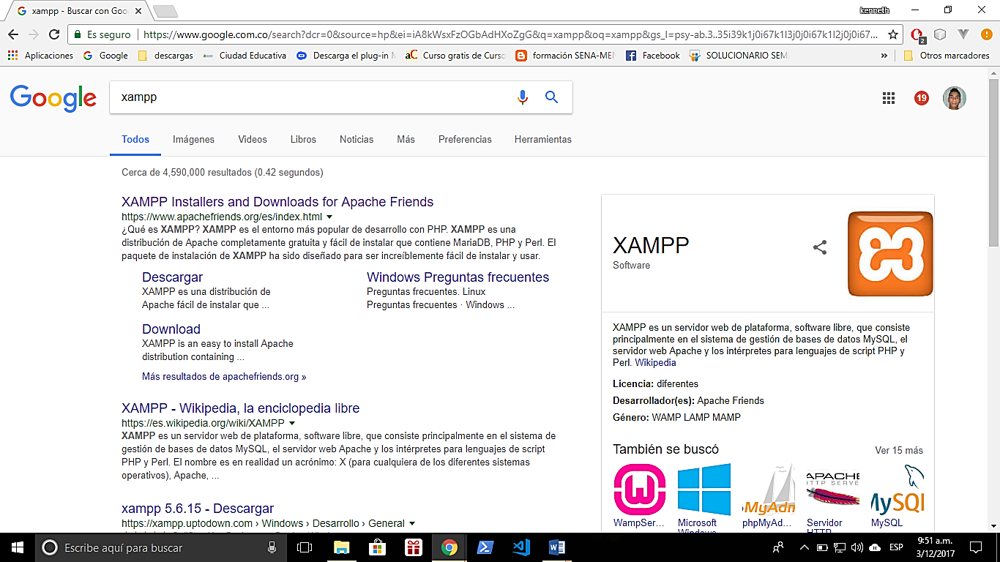 xampp - Buscar con Goo
kenneth
Es seguro
https://www.google.com.co/search?dcr=0&source=hp&ei=iA8kWsxFzOGbAdHXoZgG&q=xampp&oq=xampp&gs_l=psy-ab.3..35i39k1j0i67k1l3j0j0i67k1l2j0j0i67...
2
Aplicaciones
Google
descargas
Ciudad Educativa
Descarga el plug-in
Curso gratis de Curso
formación SENA-MEN
Facebook
SOLUCIONARIO SEM
»
Otros marcadores
Google
xampp
19
Todos
Imágenes
Videos
Libros
Noticias
Más
Preferencias
Herramientas
Cerca de 4,590,000 resultados (0.42 segundos)
XAMPP Installers and Downloads for Apache Friends
https://www.apachefriends.org/es/index.html
¿Qué es XAMPP? XAMPP es el entorno más popular de desarrollo con PHP. XAMPP es una
distribución de Apache completamente gratuita y fácil de instalar que contiene MariaDB, PHP y Perl. El
paquete de instalación de XAMPP ha sido diseñado para ser increíblemente fácil de instalar y usar.
Descargar
XAMPP es una distribución de
Apache fácil de instalar que ...
Windows Preguntas frecuentes
Preguntas frecuentes. Linux
Preguntas frecuentes · Windows ...
Download
XAMPP is an easy to install Apache
distribution containing ...
Más resultados de apachefriends.org »
XAMPP - Wikipedia, la enciclopedia libre
https://es.wikipedia.org/wiki/XAMPP
XAMPP es un servidor web de plataforma, software libre, que consiste principalmente en el sistema de
gestión de bases de datos MySQL, el servidor web Apache y los intérpretes para lenguajes de script
PHP y Perl. El nombre es en realidad un acrónimo: X (para cualquiera de los diferentes sistemas
operativos), Apache, ...
xampp 5.6.15 - Descargar
https://xampp.uptodown.com › Windows › Desarrollo › General
XAMPP
Software
XAMPP es un servidor web de plataforma, software libre, que consiste
principalmente en el sistema de gestión de bases de datos MySQL, el
servidor web Apache y los intérpretes para lenguajes de script PHP y
Perl. Wikipedia
Licencia: diferentes
Desarrollador(es): Apache Friends
Género: WAMP LAMP MAMP
También se buscó
Ver 15 más
MyAdm
APACHE
HTTP SERVE
MySQL
WampSer...
Microsoft
Windows
phpMyAd...
Servidor
HTTP
MySQL
Escribe aquí para buscar
ESP
9:51 a.m.
3/12/2017